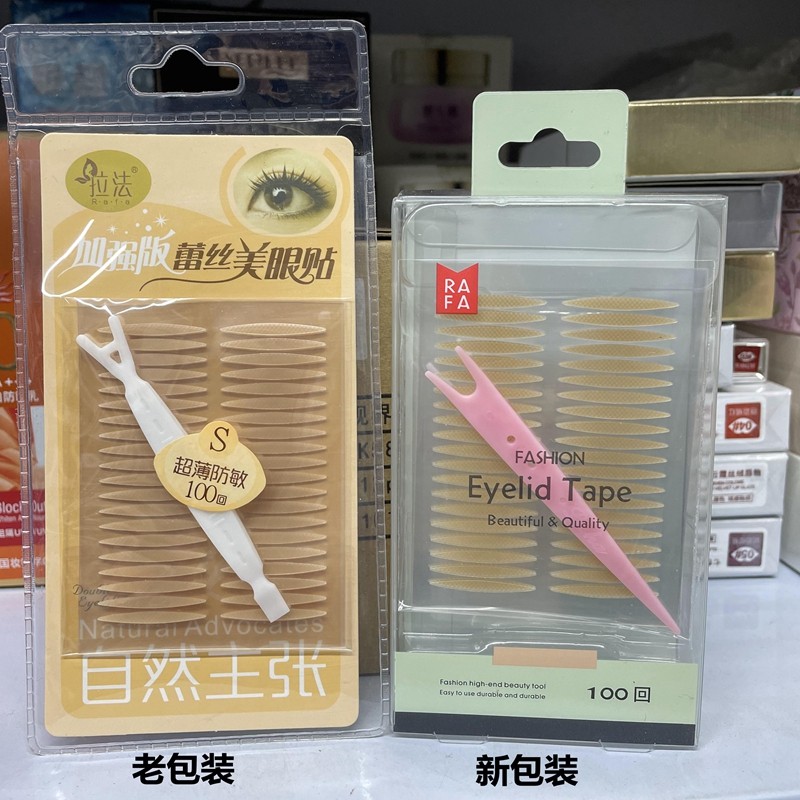 拉法®
Rafa
加强版
蕾丝美眼贴
S
超薄防敏
100回
Natural Advocates
自然主张
老包装
RA
FA
FASHION
Eyelid Tape
Beautiful & Quality
Fashion high-end beauty tool
Easy to use durable and durable
100回
新包装
04#
05#